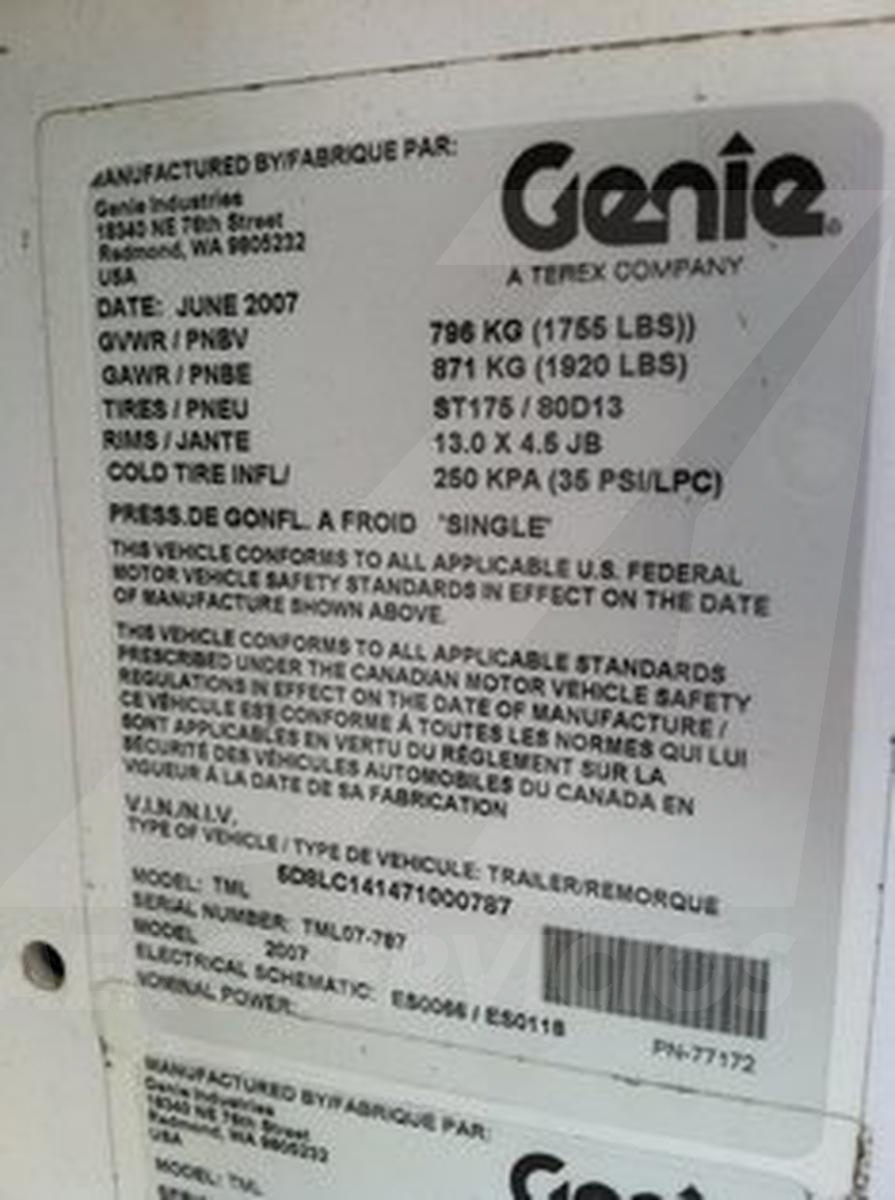 MANUFACTURED BY/FABRIQUE PAR:
Genie Industries
18340 NE 76th Street
Redmond, WA 9805232
USA
Genie
A TEREX COMPANY
DATE: JUNE 2007
GVWR / PNBV 796 KG (1755 LBS))
GAWR / PNBE 871 KG (1920 LBS)
TIRES / PNEU ST175 / 80D13
RIMS / JANTE 13.0 X 4.5 JB
COLD TIRE INFL/ 250 KPA (35 PSI/LPC)
PRESS.DE GONFL. A FROID "SINGLE"
THIS VEHICLE CONFORMS TO ALL APPLICABLE U.S. FEDERAL
MOTOR VEHICLE SAFETY STANDARDS IN EFFECT ON THE DATE
OF MANUFACTURE SHOWN ABOVE.
THIS VEHICLE CONFORMS TO ALL APPLICABLE STANDARDS
PRESCRIBED UNDER THE CANADIAN MOTOR VEHICLE SAFETY
REGULATIONS IN EFFECT ON THE DATE OF MANUFACTURE /
CE VÉHICULE EST CONFORME À TOUTES LES NORMES QUI LUI
SONT APPLICABLES EN VERTU DU RÉGLEMENT SUR LA
SÉCURITÉ DES VÉHICULES AUTOMOBILES DU CANADA EN
VIGUEUR À LA DATE DE SA FABRICATION
V.I.N./N.I.V.
TYPE OF VEHICLE / TYPE DE VEHICULE: TRAILER/REMORQUE
5D8LC141471000787
MODEL: TML
SERIAL NUMBER: TML07-787
MODEL 2007
ELECTRICAL SCHEMATIC: ES0066 / ES0118
NOMINAL POWER:
PN-77172
MANUFACTURED BY/FABRIQUE PAR:
Genie Industries
18340 NE 76th Street
Redmond, WA 9805232
USA
MODEL: TML
Genie